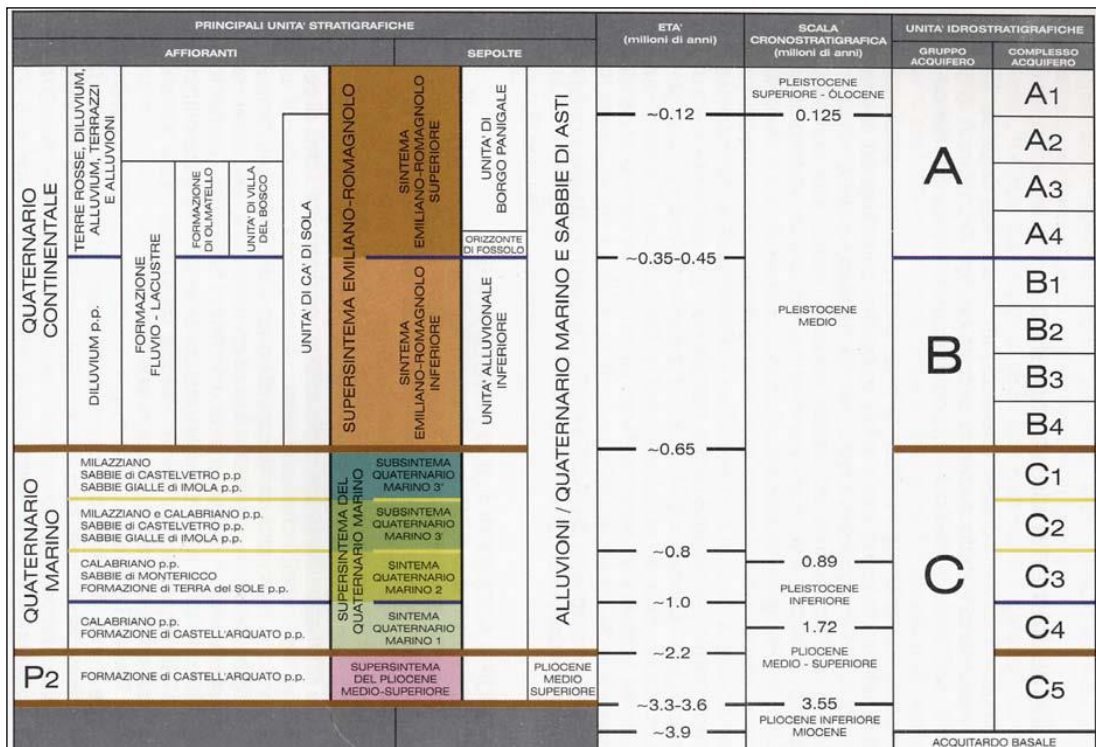 PRINCIPALI UNITA' STRATIGRAFICHE
AFFIORANTI
SEPOLTE
ETA'
(milioni di anni)
SCALA
CRONOSTRATIGRAFICA
(milioni di anni)
UNITA' IDROSTRATIGRAFICHE
GRUPPO
ACQUIFERO
COMPLESSO
ACQUIFERO
QUATERNARIO
CONTINENTALE
TERRE ROSSE, DILUVIUM,
ALLUVIUM, TERRAZZI
E ALLUVIONI
DILUVIUM p.p.
FORMAZIONE
FLUVIO - LACUSTRE
FORMAZIONE
DI OLMATELLO
UNITA' DI VILLA
DEL BOSCO
UNITA' DI CA' DI SOLA
SUPERSINTEMA EMILIANO-ROMAGNOLO
SINTEMA
EMILIANO-ROMAGNOLO
SUPERIORE
SINTEMA
EMILIANO-ROMAGNOLO
INFERIORE
UNITA' DI
BORGO PANIGALE
ORIZZONTE
DI FOSSOLO
UNITA' ALLUVIONALE
INFERIORE
ALLUVIONI / QUATERNARIO MARINO E SABBIE DI ASTI
QUATERNARIO
MARINO
MILAZZIANO
SABBIE di CASTELVETRO p.p
SABBIE GIALLE di IMOLA p.p.
MILAZZIANO e CALABRIANO p.p.
SABBIE di CASTELVETRO p.p.
SABBIE GIALLE di IMOLA p.p.
CALABRIANO p.p.
SABBIE di MONTERICCO
FORMAZIONE di TERRA del SOLE p.p.
CALABRIANO p.p.
FORMAZIONE di CASTELL'ARQUATO p.p.
SUPERSINTEMA DEL
QUATERNARIO MARINO
SUBSINTEMA
QUATERNARIO
MARINO 3"
SUBSINTEMA
QUATERNARIO
MARINO 3'
SINTEMA
QUATERNARIO
MARINO 2
SINTEMA
QUATERNARIO
MARINO 1
P2
FORMAZIONE di CASTELL'ARQUATO p.p.
SUPERSINTEMA
DEL PLIOCENE
MEDIO-SUPERIORE
PLIOCENE
MEDIO
SUPERIORE
~0.12
~0.35-0.45
~0.65
~0.8
~1.0
~2.2
~3.3-3.6
~3.9
PLEISTOCENE
SUPERIORE - OLOCENE
0.125
PLEISTOCENE
MEDIO
0.89
PLEISTOCENE
INFERIORE
1.72
PLIOCENE
MEDIO - SUPERIORE
3.55
PLIOCENE INFERIORE
MIOCENE
A
B
C
A1
A2
A3
A4
B1
B2
B3
B4
C1
C2
C3
C4
C5
ACQUITARDO BASALE